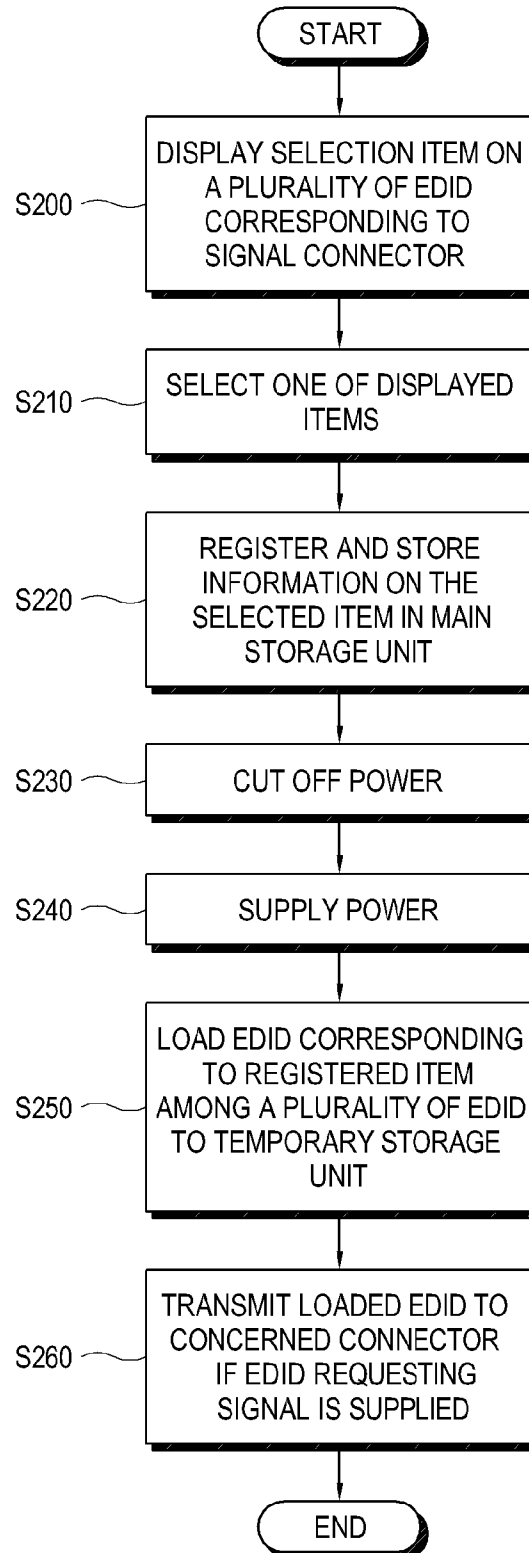 START
S200
DISPLAY SELECTION ITEM ON
A PLURALITY OF EDID
CORRESPONDING TO
SIGNAL CONNECTOR
S210
SELECT ONE OF DISPLAYED
ITEMS
S220
REGISTER AND STORE
INFORMATION ON THE
SELECTED ITEM IN MAIN
STORAGE UNIT
S230
CUT OFF POWER
S240
SUPPLY POWER
S250
LOAD EDID CORRESPONDING
TO REGISTERED ITEM
AMONG A PLURALITY OF EDID
TO TEMPORARY STORAGE
UNIT
S260
TRANSMIT LOADED EDID TO
CONCERNED CONNECTOR
IF EDID REQUESTING
SIGNAL IS SUPPLIED
END